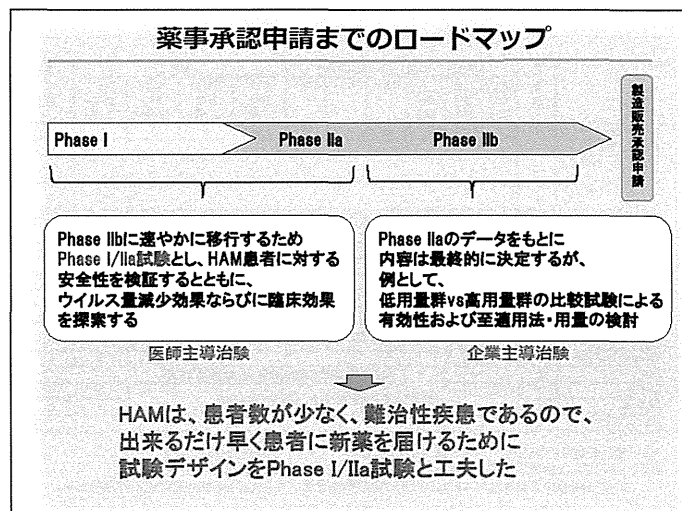 薬事承認申請までのロードマップ
Phase I
Phase IIa
Phase IIb
製造販売承認申請
Phase IIbに速やかに移行するため
Phase I/IIa試験とし、HAM患者に対する
安全性を検証するとともに、
ウイルス量減少効果ならびに臨床効果
を探索する
医師主導治験
Phase IIaのデータをもとに
内容は最終的に決定するが、
例として、
低用量群vs高用量群の比較試験による
有効性および至適用法・用量の検討
企業主導治験
HAMは、患者数が少なく、難治性疾患であるので、
出来るだけ早く患者に新薬を届けるために
試験デザインをPhase I/IIa試験と工夫した